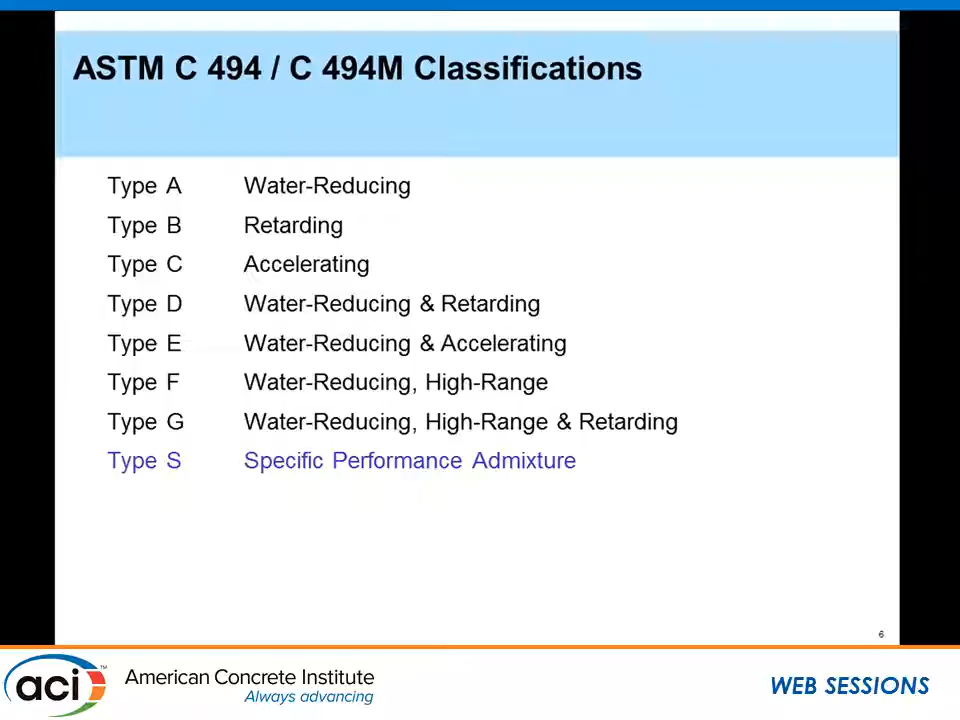 ASTM C 494 / C 494M Classifications
Type A Water-Reducing
Type B Retarding
Type C Accelerating
Type D Water-Reducing & Retarding
Type E Water-Reducing & Accelerating
Type F Water-Reducing, High-Range
Type G Water-Reducing, High-Range & Retarding
Type S Specific Performance Admixture
6
aci™ American Concrete Institute
Always advancing
WEB SESSIONS